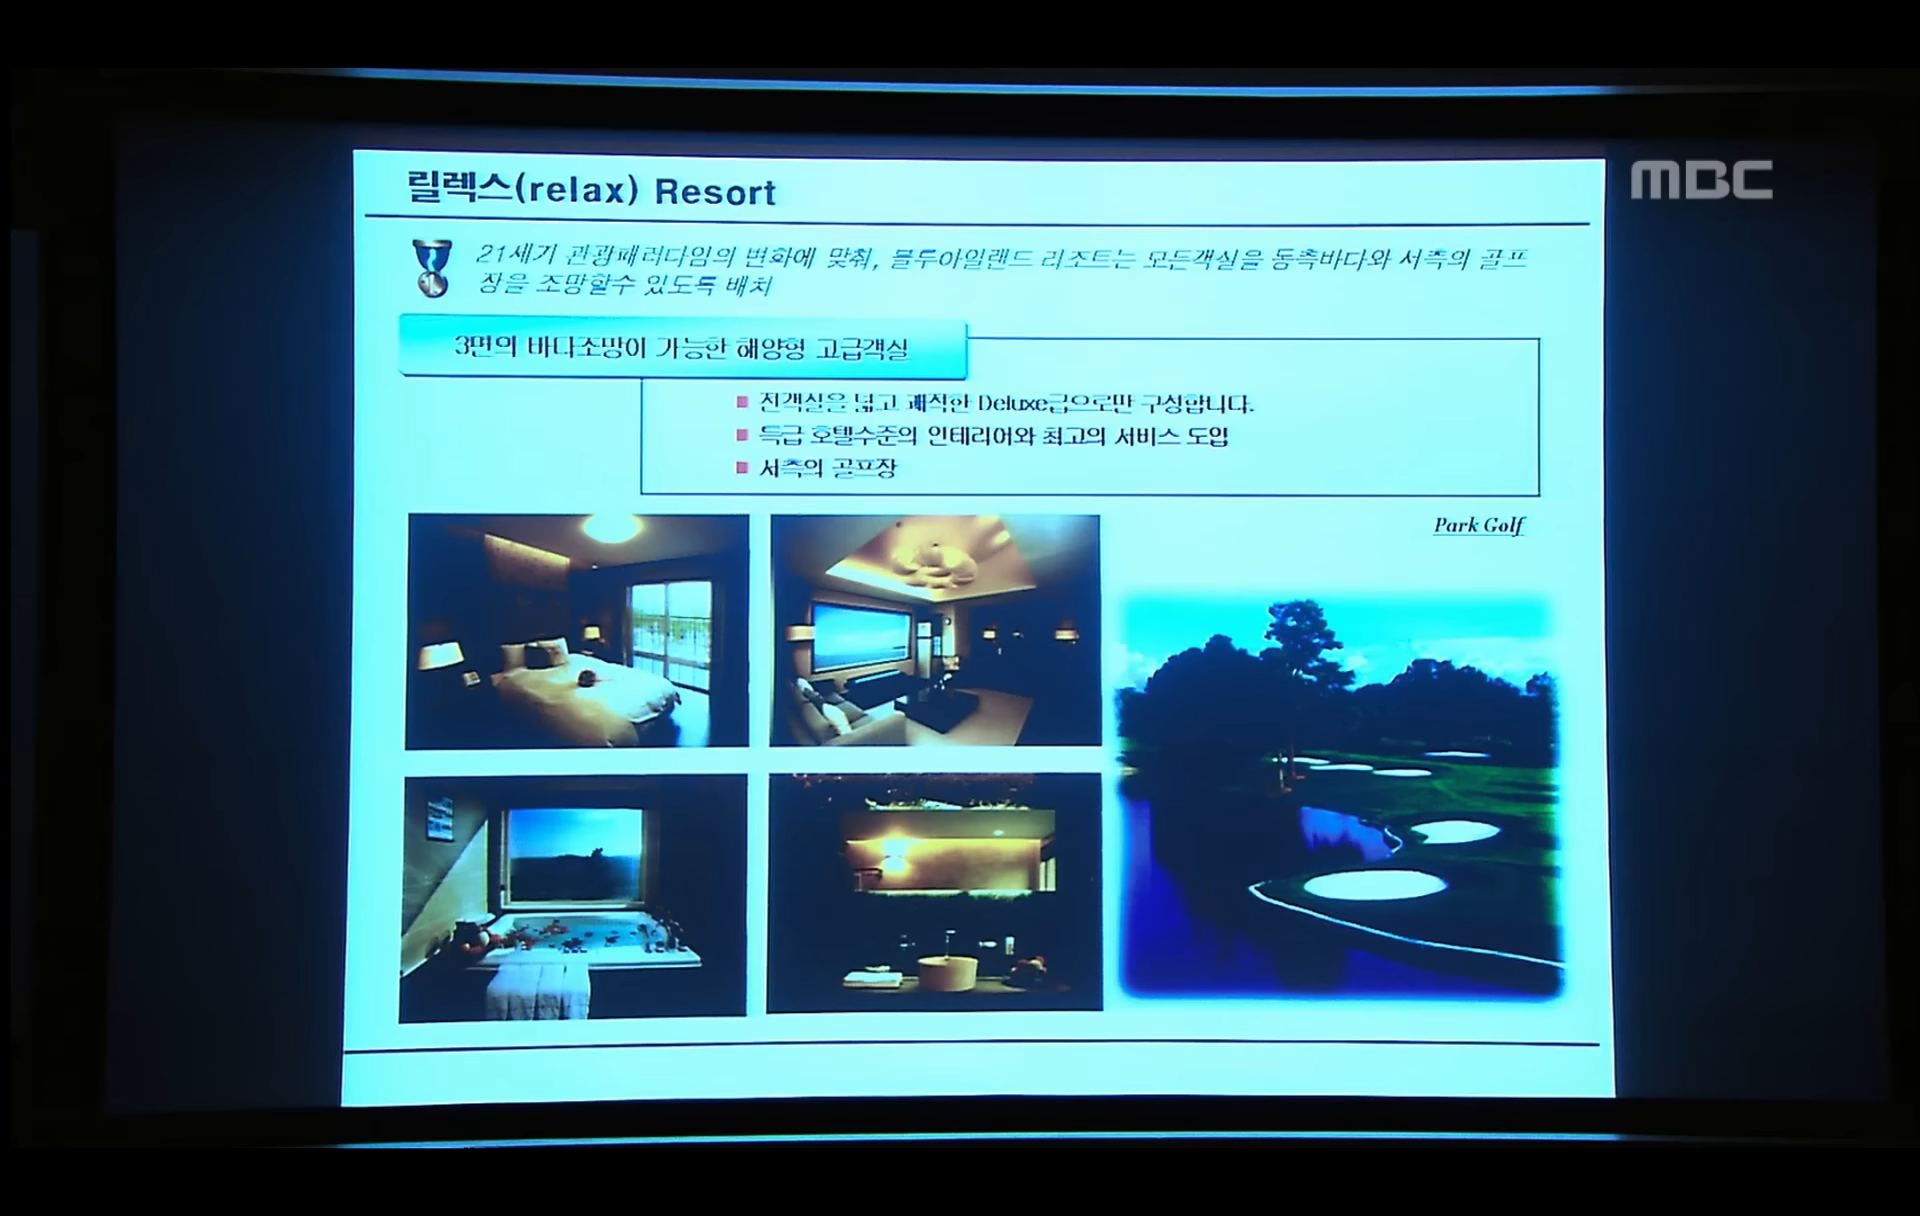 릴렉스(relax) Resort
MBC
21세기 관광패러다임의 변화에 맞춰, 블루아일랜드 리조트는 모든객실을 동측바다와 서측의 골프
장을 조망할수 있도록 배치
3면의 바다조망이 가능한 해양형 고급객실
전객실을 넓고 쾌적한 Deluxe급으로만 구성합니다.
특급 호텔수준의 인테리어와 최고의 서비스 도입
서측의 골프장
Park Golf